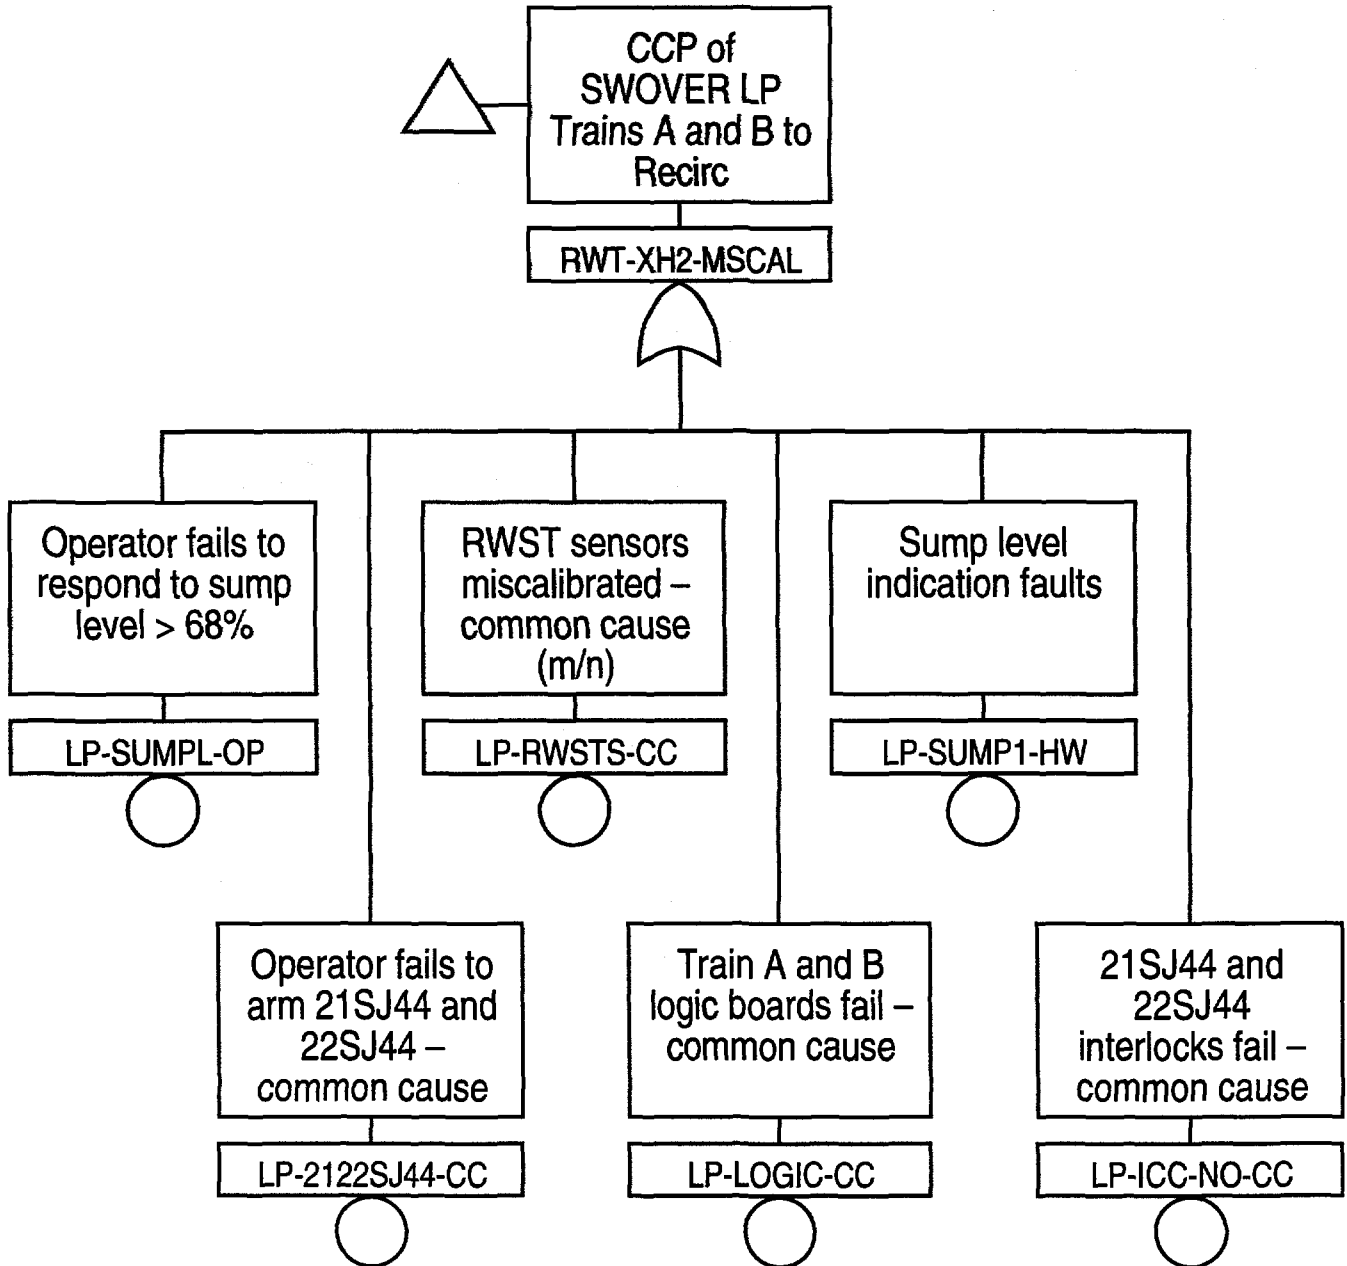 CCP of
SWOVER LP
Trains A and B to
Recirc
RWT-XH2-MSCAL
Operator fails to
respond to sump
level > 68%
LP-SUMPL-OP
RWST sensors
miscalibrated –
common cause
(m/n)
LP-RWSTS-CC
Sump level
indication faults
LP-SUMP1-HW
Operator fails to
arm 21SJ44 and
22SJ44 –
common cause
LP-2122SJ44-CC
Train A and B
logic boards fail –
common cause
LP-LOGIC-CC
21SJ44 and
22SJ44
interlocks fail –
common cause
LP-ICC-NO-CC